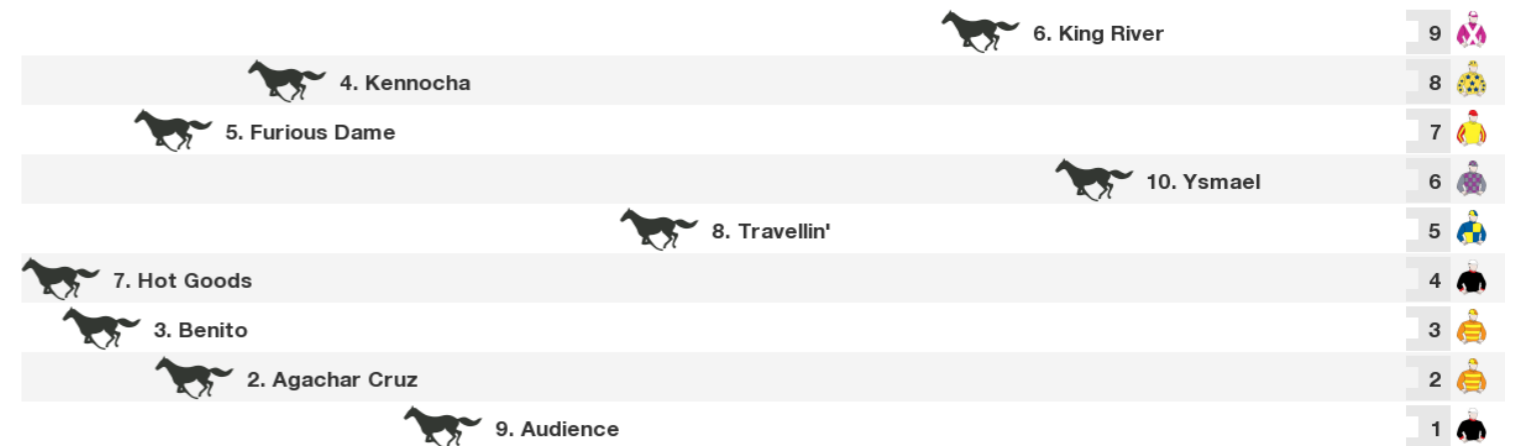 6. King River 9
4. Kennocha 8
5. Furious Dame 7
10. Ysmael 6
8. Travellin' 5
7. Hot Goods 4
3. Benito 3
2. Agachar Cruz 2
9. Audience 1